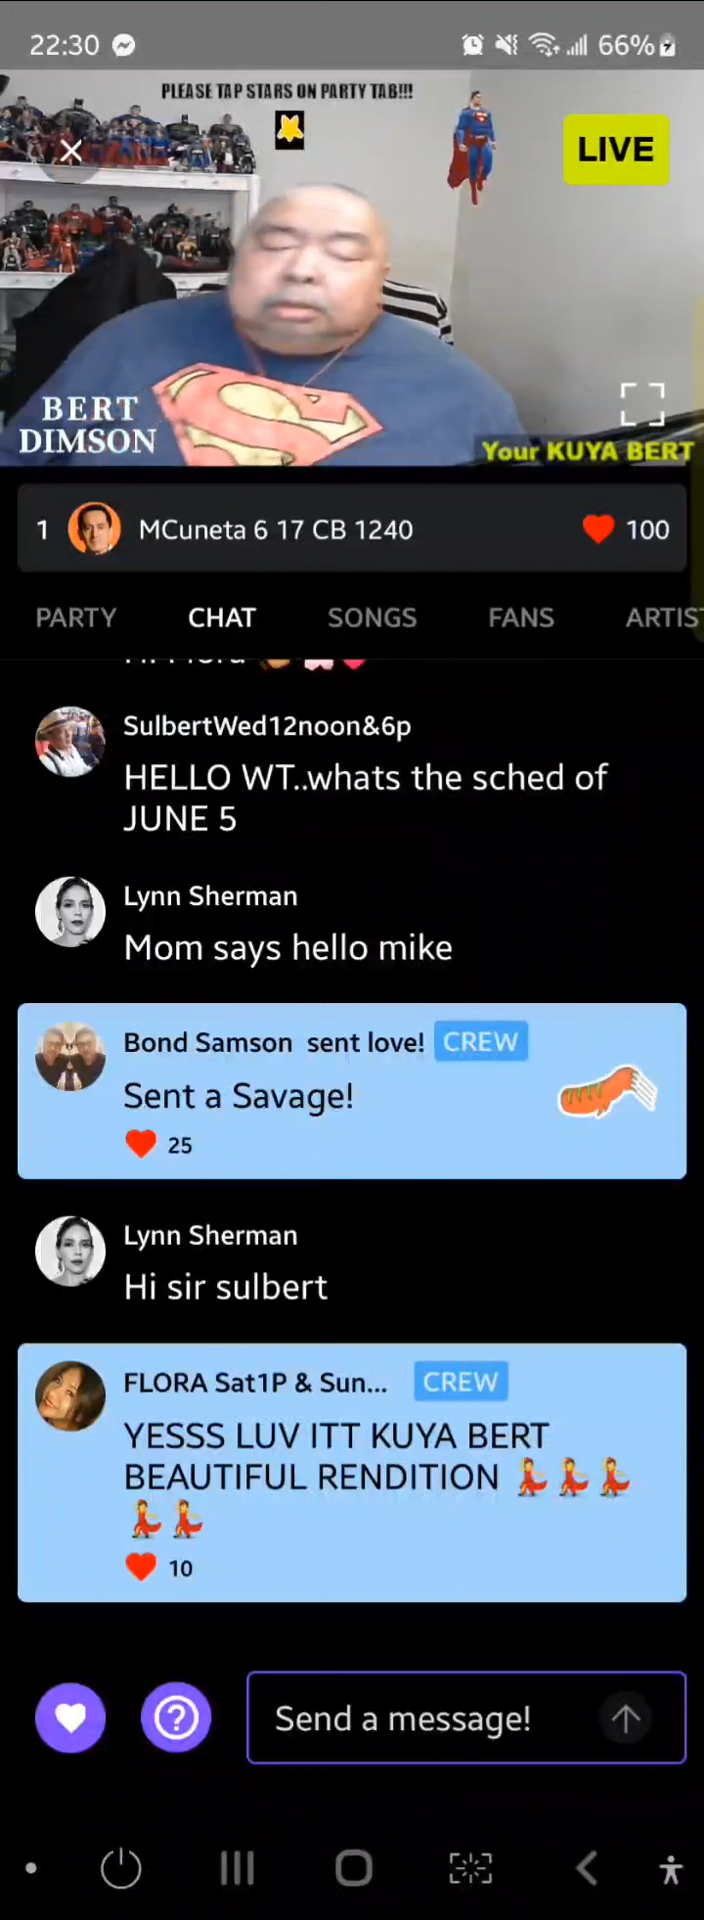 22:30
66%
PLEASE TAP STARS ON PARTY TAB!!!
LIVE
S
BERT
DIMSON
Your KUYA BERT
1 MCuneta 6 17 CB 1240 100
PARTY CHAT SONGS FANS ARTIS
SulbertWed12noon&6p
HELLO WT..whats the sched of
JUNE 5
Lynn Sherman
Mom says hello mike
Bond Samson sent love! CREW
Sent a Savage!
25
Lynn Sherman
Hi sir sulbert
FLORA Sat1P & Sun... CREW
YESSS LUV ITT KUYA BERT
BEAUTIFUL RENDITION 💃💃💃
💃💃
10
Send a message!